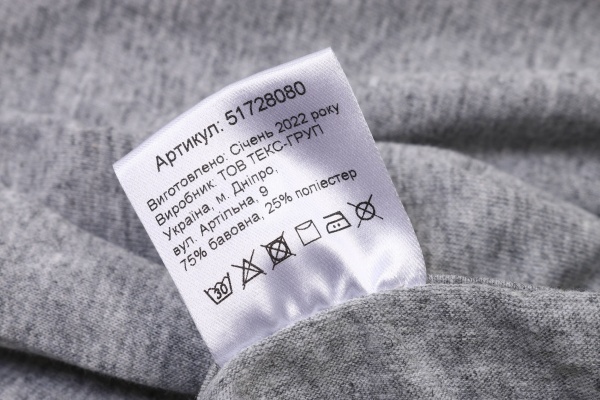 Артикул: 51728080
Виготовлено: Січень 2022 року
Виробник: ТОВ ТЕКС-ГРУП
Україна, м. Дніпро,
вул. Артільна, 9
75% бавовна, 25% поліестер
30